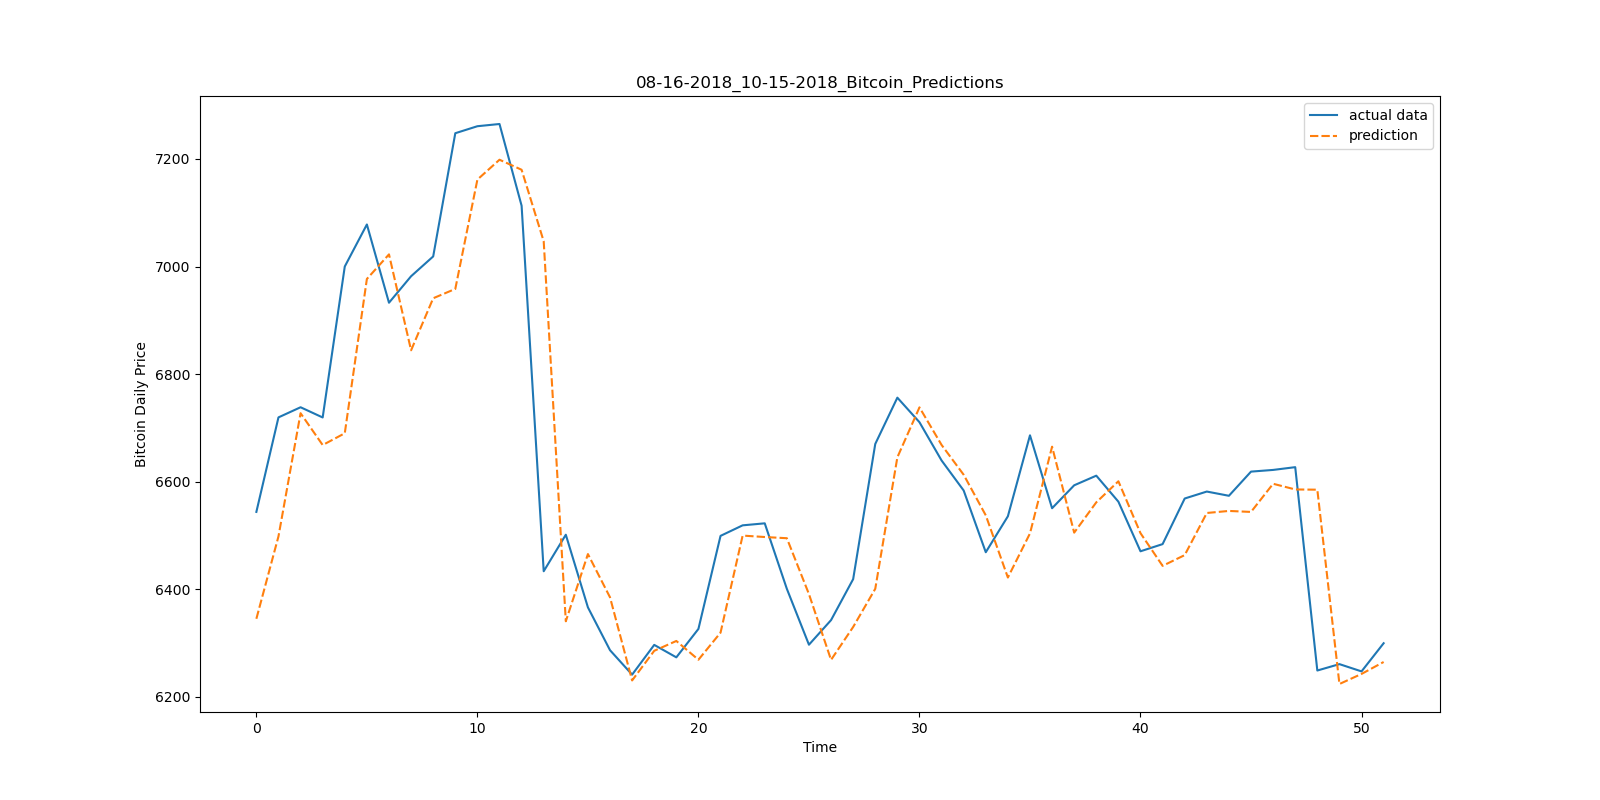 08-16-2018_10-15-2018_Bitcoin_Predictions
actual data
prediction
7200
7000
6800
6600
6400
6200
Bitcoin Daily Price
0 10 20 30 40 50
Time